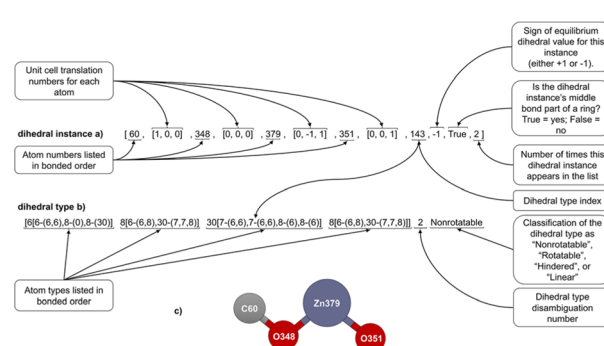 Sign of equilibrium
dihedral value for this
instance
(either +1 or -1).
Unit cell translation
numbers for each
atom
Is the dihedral
instance's middle
bond part of a ring?
True = yes; False =
no
dihedral instance a) [ 60 , [1, 0, 0] , 348 , [0, 0, 0] , 379 , [0, -1, 1] , 351 , [0, 0, 1] , 143 , -1 , True , 2 ]
Atom numbers listed
in bonded order
Number of times this
dihedral instance
appears in the list
Dihedral type index
dihedral type b)
[6[6-(6,6),8-(0),8-(30)] 8[6-(6,8),30-(7,7,8)] 30[7-(6,6),7-(6,6),8-(6),8-(6)] 8[6-(6,8),30-(7,7,8)]] 2 Nonrotatable
Classification of the
dihedral type as
“Nonrotatable”,
“Rotatable”,
“Hindered”, or
“Linear”
Atom types listed in
bonded order
Dihedral type
disambiguation
number
c)
C60
Zn379
O348
O351